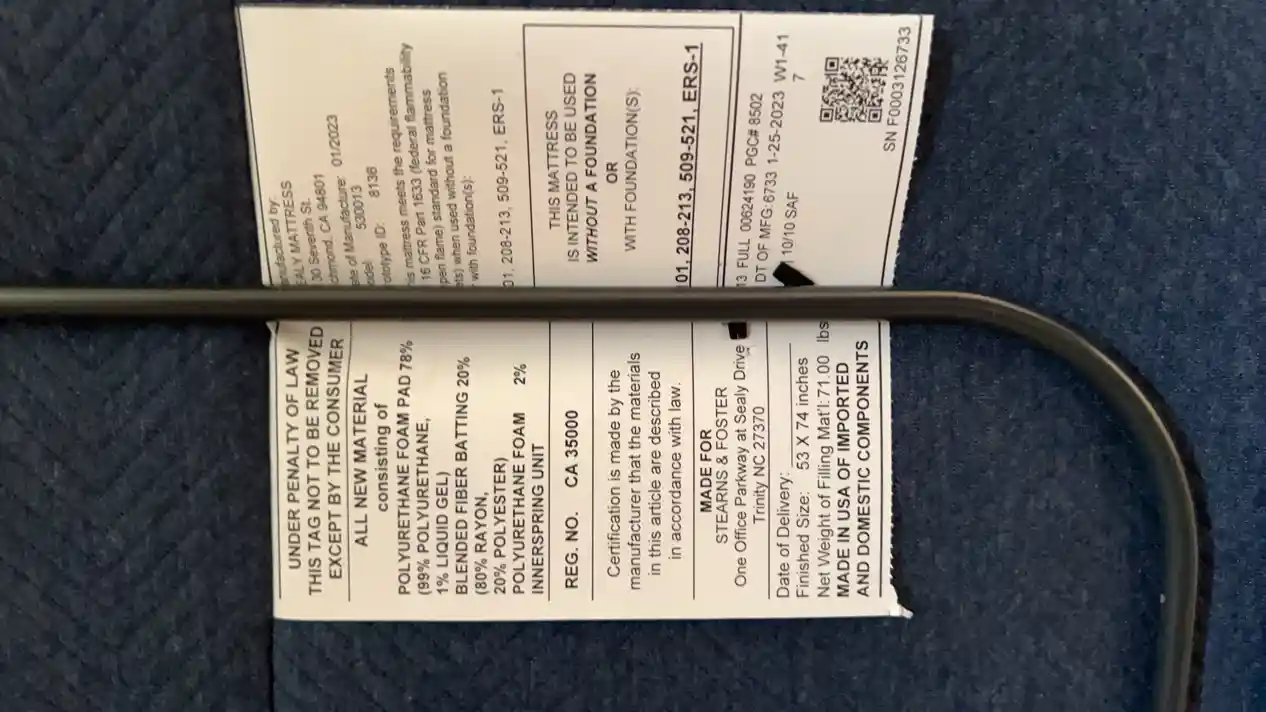 UNDER PENALTY OF LAW
THIS TAG NOT TO BE REMOVED
EXCEPT BY THE CONSUMER
ALL NEW MATERIAL
consisting of
POLYURETHANE FOAM PAD 78%
(99% POLYURETHANE,
1% LIQUID GEL)
BLENDED FIBER BATTING 20%
(80% RAYON,
20% POLYESTER)
POLYURETHANE FOAM 2%
INNERSPRING UNIT
REG. NO. CA 35000
Certification is made by the
manufacturer that the materials
in this article are described
in accordance with law.
MADE FOR
STEARNS & FOSTER
One Office Parkway at Sealy Drive
Trinity NC 27370
Date of Delivery:
Finished Size: 53 X 74 inches
Net Weight of Filling Mat'l: 71.00 lbs
MADE IN USA OF IMPORTED
AND DOMESTIC COMPONENTS
nufactured by:
EALY MATTRESS
30 Seventh St.
chmond, CA 94801
ate of Manufacture: 01/2023
odel: 530013
rototype ID: 8136
his mattress meets the requirements
16 CFR Part 1633 (federal flammability
pen flame) standard for mattress
ets) when used without a foundation
with foundation(s):
01, 208-213, 509-521, ERS-1
THIS MATTRESS
IS INTENDED TO BE USED
WITHOUT A FOUNDATION
OR
WITH FOUNDATION(S):
01, 208-213, 509-521, ERS-1
13 FULL 00624190 PGC# 8502
DT OF MFG:6733 1-25-2023 W1-41
10/10 SAF 7
SN F00003126733